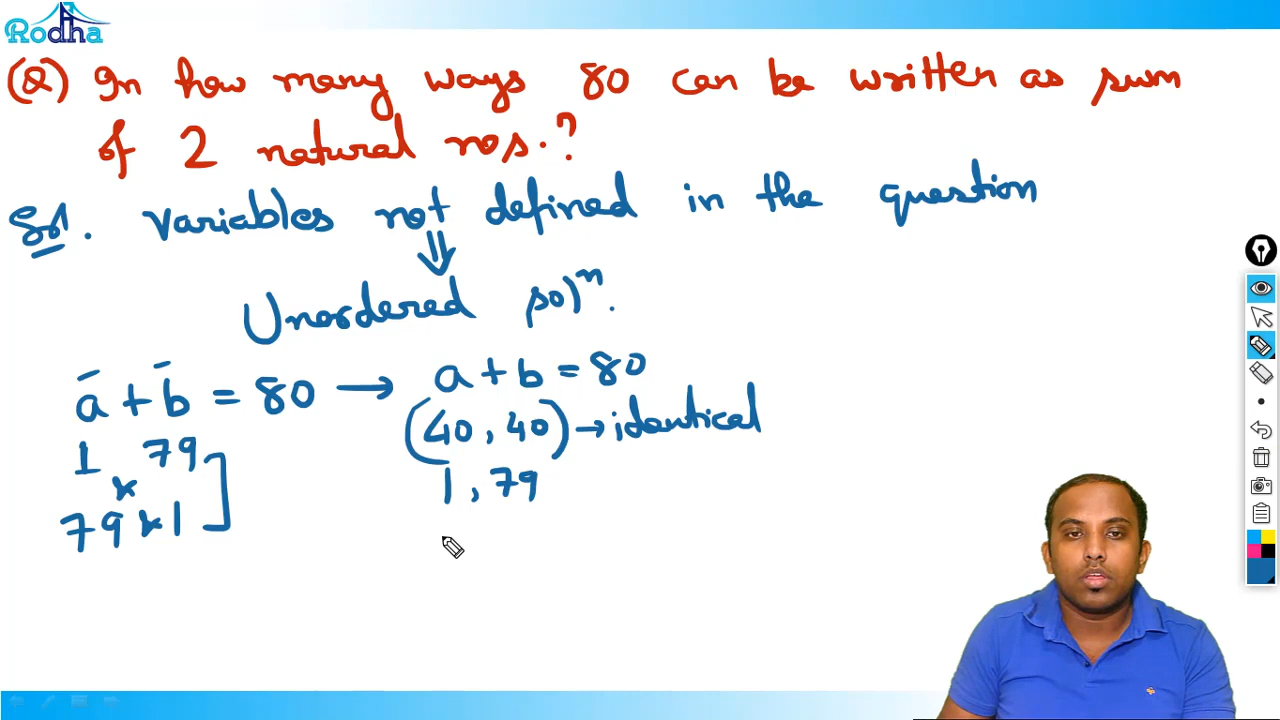 Rodha
(Q) In how many ways 80 can be written as sum
of 2 natural nos.?
Sol. Variables not defined in the question
⇓
Unordered solⁿ.
a̅ + b̅ = 80 → a + b = 80
(40, 40) → identical
1 * 79
1, 79
79 * 1